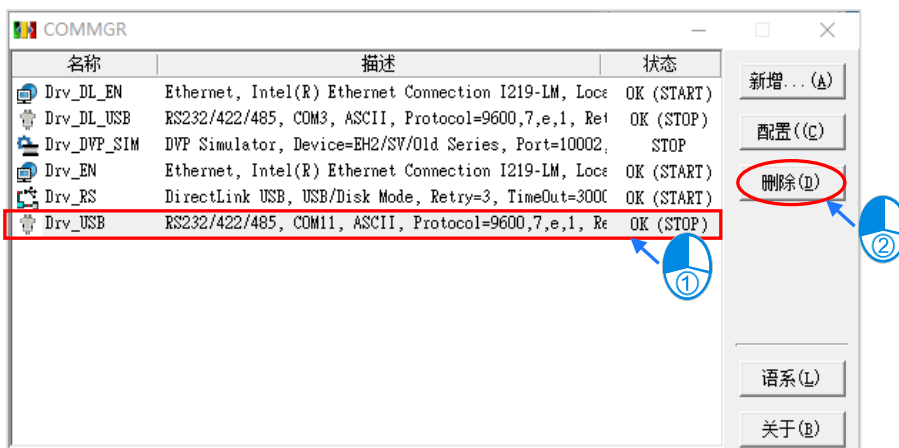 COMMGR
名称 描述 状态
Drv_DL_EN Ethernet, Intel(R) Ethernet Connection I219-LM, Loca OK (START)
Drv_DL_USB RS232/422/485, COM3, ASCII, Protocol=9600,7,e,1, Ret OK (STOP)
Drv_DVP_SIM DVP Simulator, Device=EH2/SV/Old Series, Port=10002, STOP
Drv_EN Ethernet, Intel(R) Ethernet Connection I219-LM, Loca OK (START)
Drv_RS DirectLink USB, USB/Disk Mode, Retry=3, TimeOut=3000 OK (START)
Drv_USB RS232/422/485, COM11, ASCII, Protocol=9600,7,e,1, Re OK (STOP)
新增...(A)
配置((C)
删除(D)
语系(L)
关于(B)
①
②